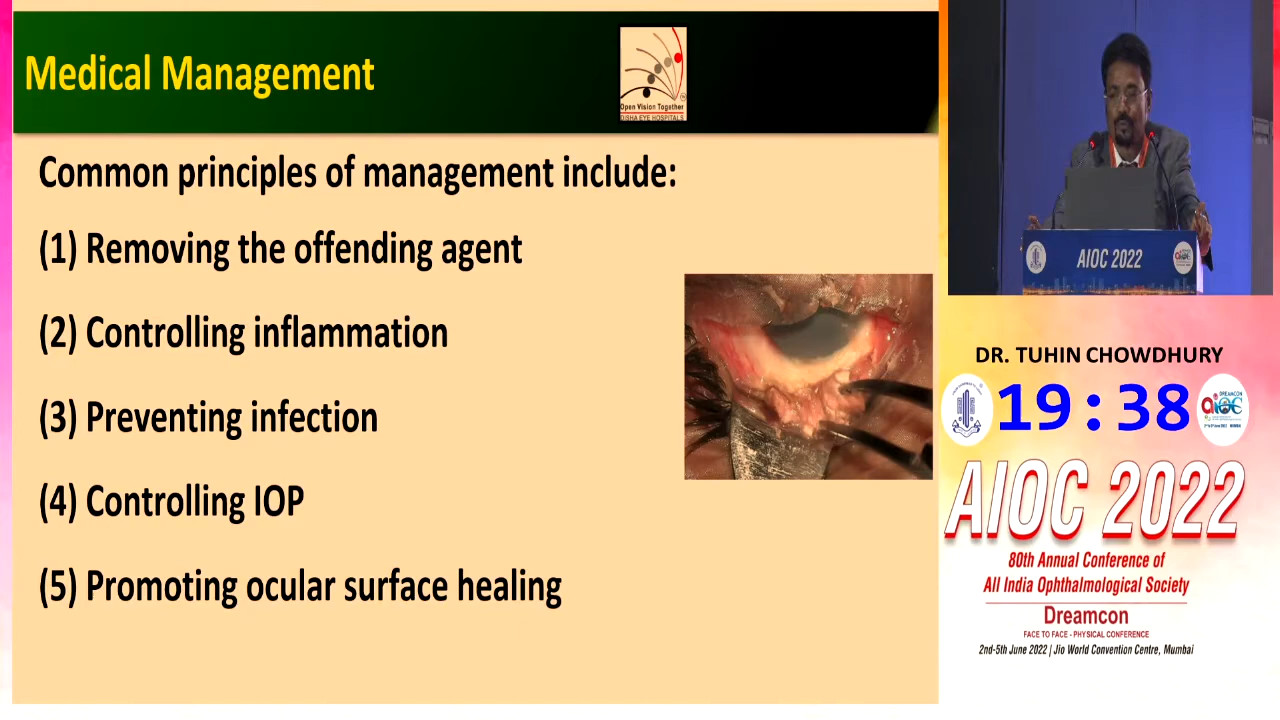 Medical Management
Open Vision Together
DISHA EYE HOSPITALS
Common principles of management include:
(1) Removing the offending agent
(2) Controlling inflammation
(3) Preventing infection
(4) Controlling IOP
(5) Promoting ocular surface healing
AIOC 2022
DR. TUHIN CHOWDHURY
19:38
DREAMCON
aioc
AIOC 2022
80th Annual Conference of
All India Ophthalmological Society
Dreamcon
FACE TO FACE - PHYSICAL CONFERENCE
2nd-5th June 2022 | Jio World Convention Centre, Mumbai